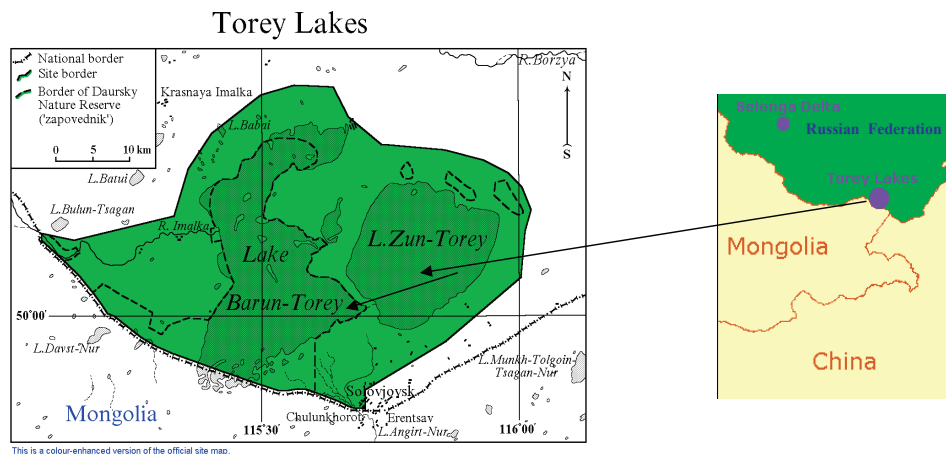 Torey Lakes
National border
Site border
Border of Daursky
Nature Reserve
('zapovednik')
0 5 10 km
R.Borzya
N
S
Krasnaya Imalka
L.Babai
L.Batui
L.Bulun-Tsagan
R. Imalka
Lake
Barun-Torey
L.Zun-Torey
50°00'
L.Davst-Nur
L.Munkh-Tolgoin-
Tsagan-Nur
Solovjovsk
Mongolia
Chulunkhorot
Erentsav
L.Angirt-Nur
115°30'
116°00'
This is a colour-enhanced version of the official site map.
Selenga Delta
Russian Federation
Torey Lakes
Mongolia
China